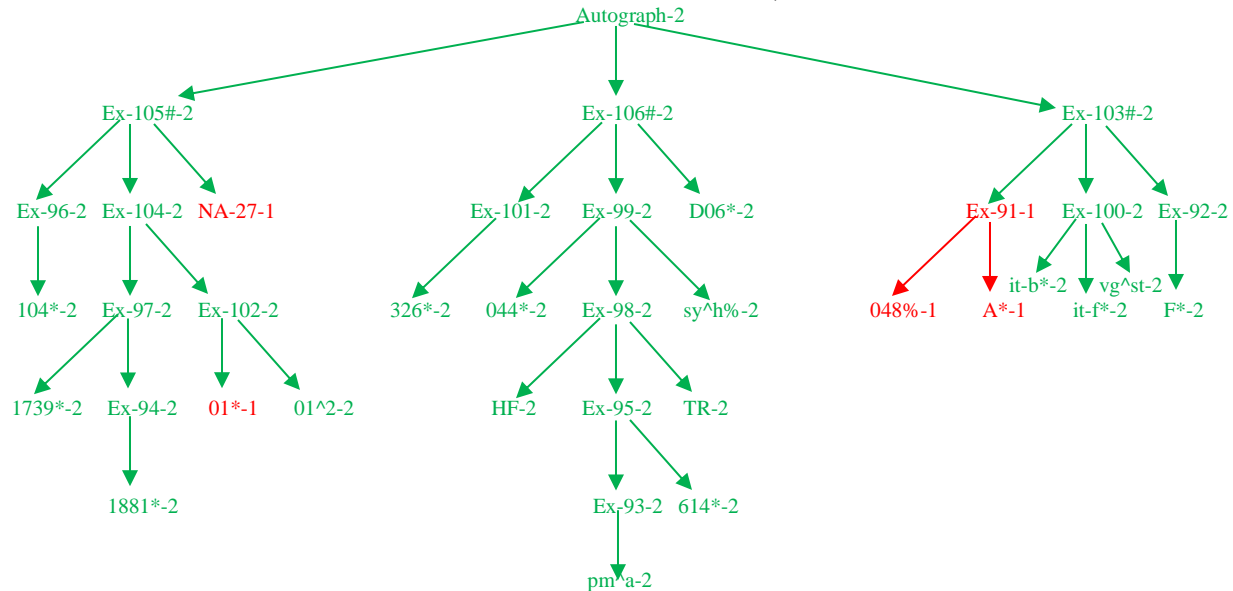 Autograph-2
Ex-105#-2 Ex-106#-2 Ex-103#-2
Ex-96-2 Ex-104-2 NA-27-1 Ex-101-2 Ex-99-2 D06*-2 Ex-91-1 Ex-100-2 Ex-92-2
it-b*-2 vg^st-2
104*-2 Ex-97-2 Ex-102-2 326*-2 044*-2 Ex-98-2 sy^h%-2 048%-1 A*-1 it-f*-2 F*-2
1739*-2 Ex-94-2 01*-1 01^2-2 HF-2 Ex-95-2 TR-2
1881*-2 Ex-93-2 614*-2
pm^a-2